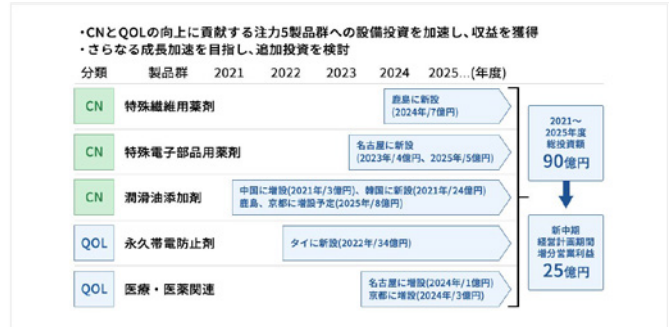 ・CNとQOLの向上に貢献する注力5製品群への設備投資を加速し、収益を獲得
・さらなる成長加速を目指し、追加投資を検討
分類 製品群 2021 2022 2023 2024 2025…(年度)
CN 特殊繊維用薬剤
鹿島に新設
(2024年/7億円)
CN 特殊電子部品用薬剤
名古屋に新設
(2023年/4億円、2025年/5億円)
CN 潤滑油添加剤
中国に増設(2021年/3億円)、韓国に新設(2021年/24億円)
鹿島、京都に増設予定(2025年/8億円)
QOL 永久帯電防止剤
タイに新設(2022年/34億円)
QOL 医療・医薬関連
名古屋に増設(2024年/1億円)
京都に増設(2024年/3億円)
2021～
2025年度
総投資額
90億円
新中期
経営計画期間
増分営業利益
25億円